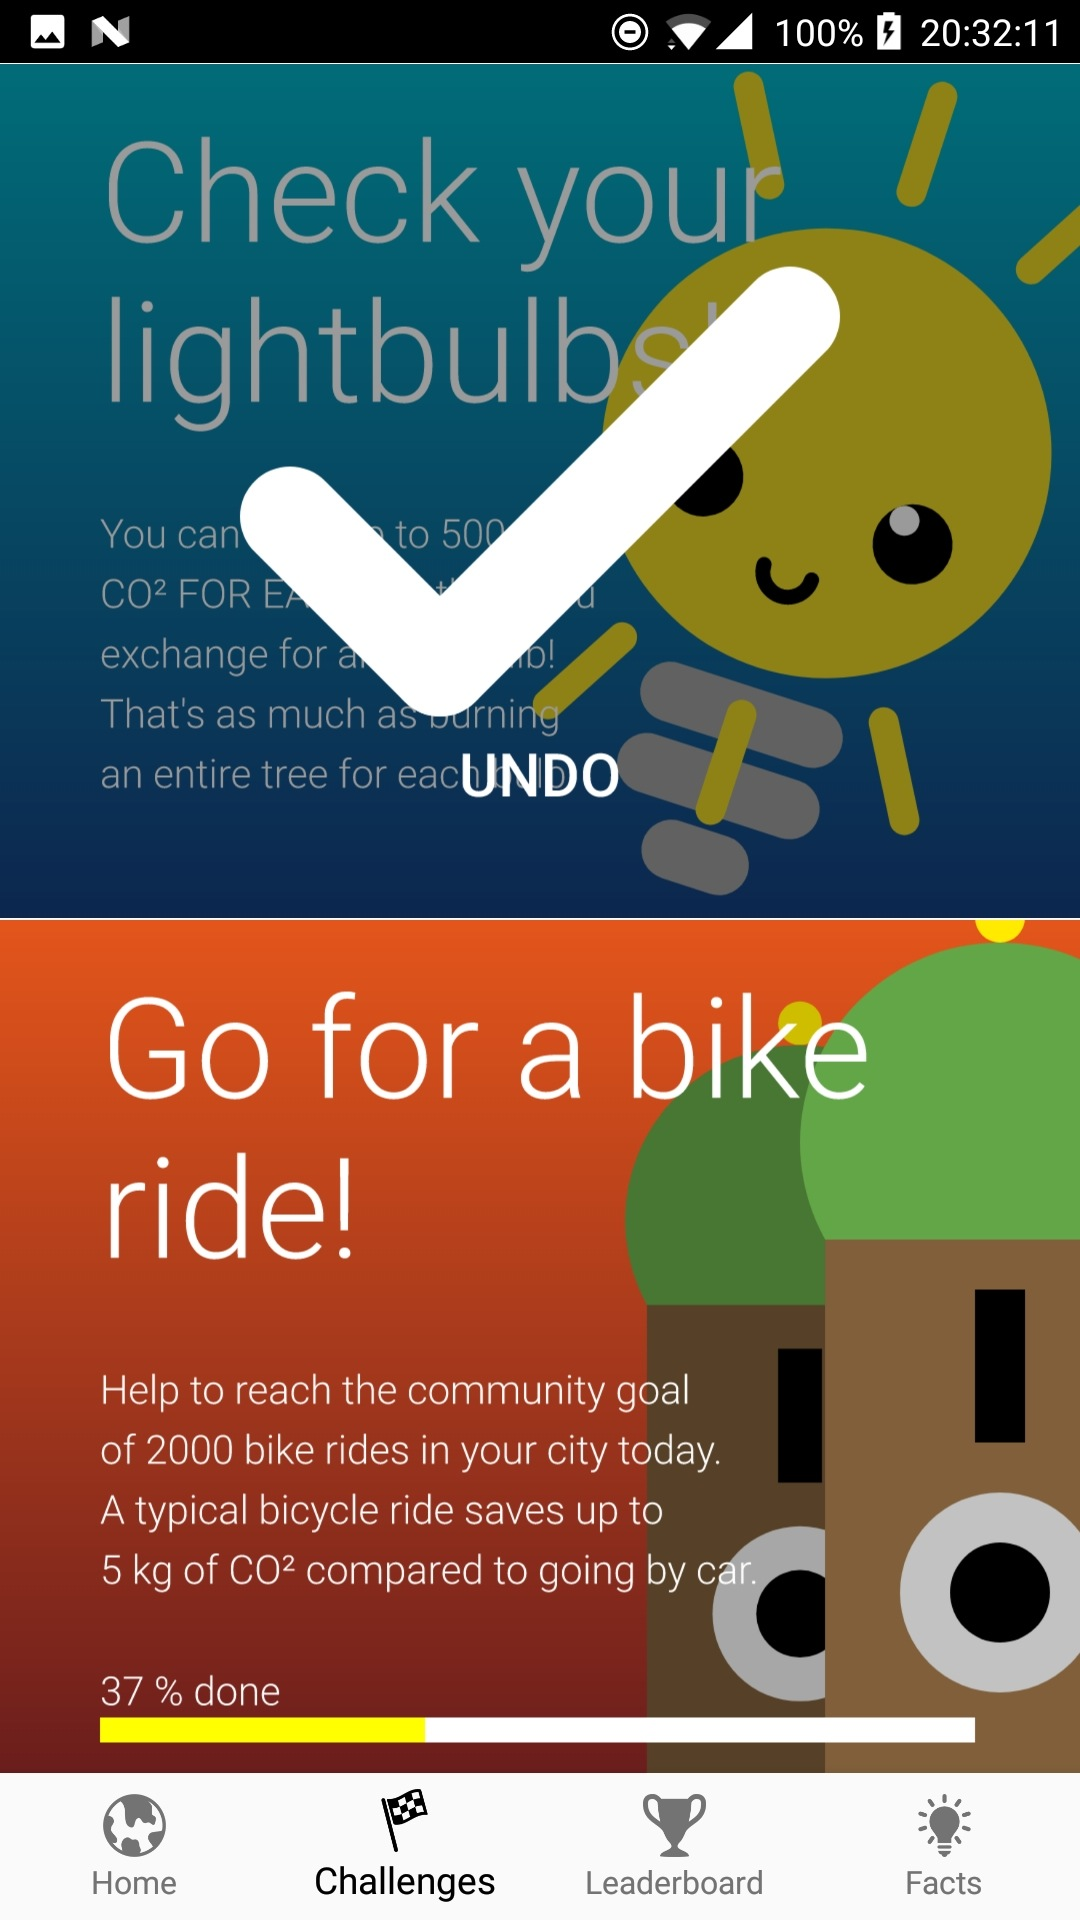 100% 20:32:11
Check your
lightbulbs!
You can to 500
CO² FOR
exchange for
That's as much as burning
an entire tree for each
UNDO
Go for a bike
ride!
Help to reach the community goal
of 2000 bike rides in your city today.
A typical bicycle ride saves up to
5 kg of CO² compared to going by car.
37 % done
Home Challenges Leaderboard Facts